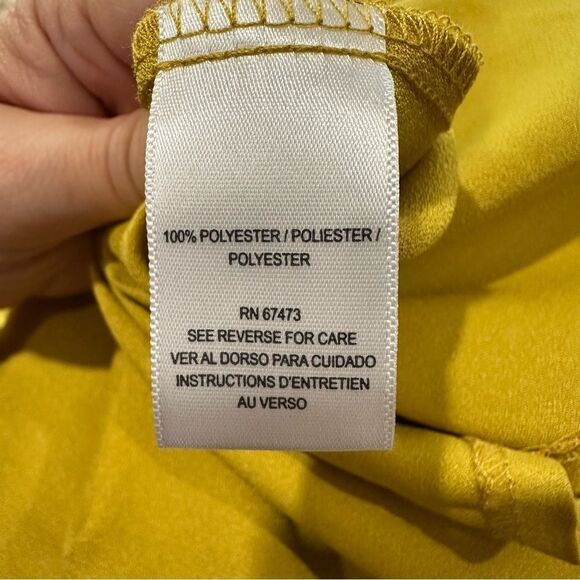 100% POLYESTER / POLIESTER /
POLYESTER
RN 67473
SEE REVERSE FOR CARE
VER AL DORSO PARA CUIDADO
INSTRUCTIONS D'ENTRETIEN
AU VERSO